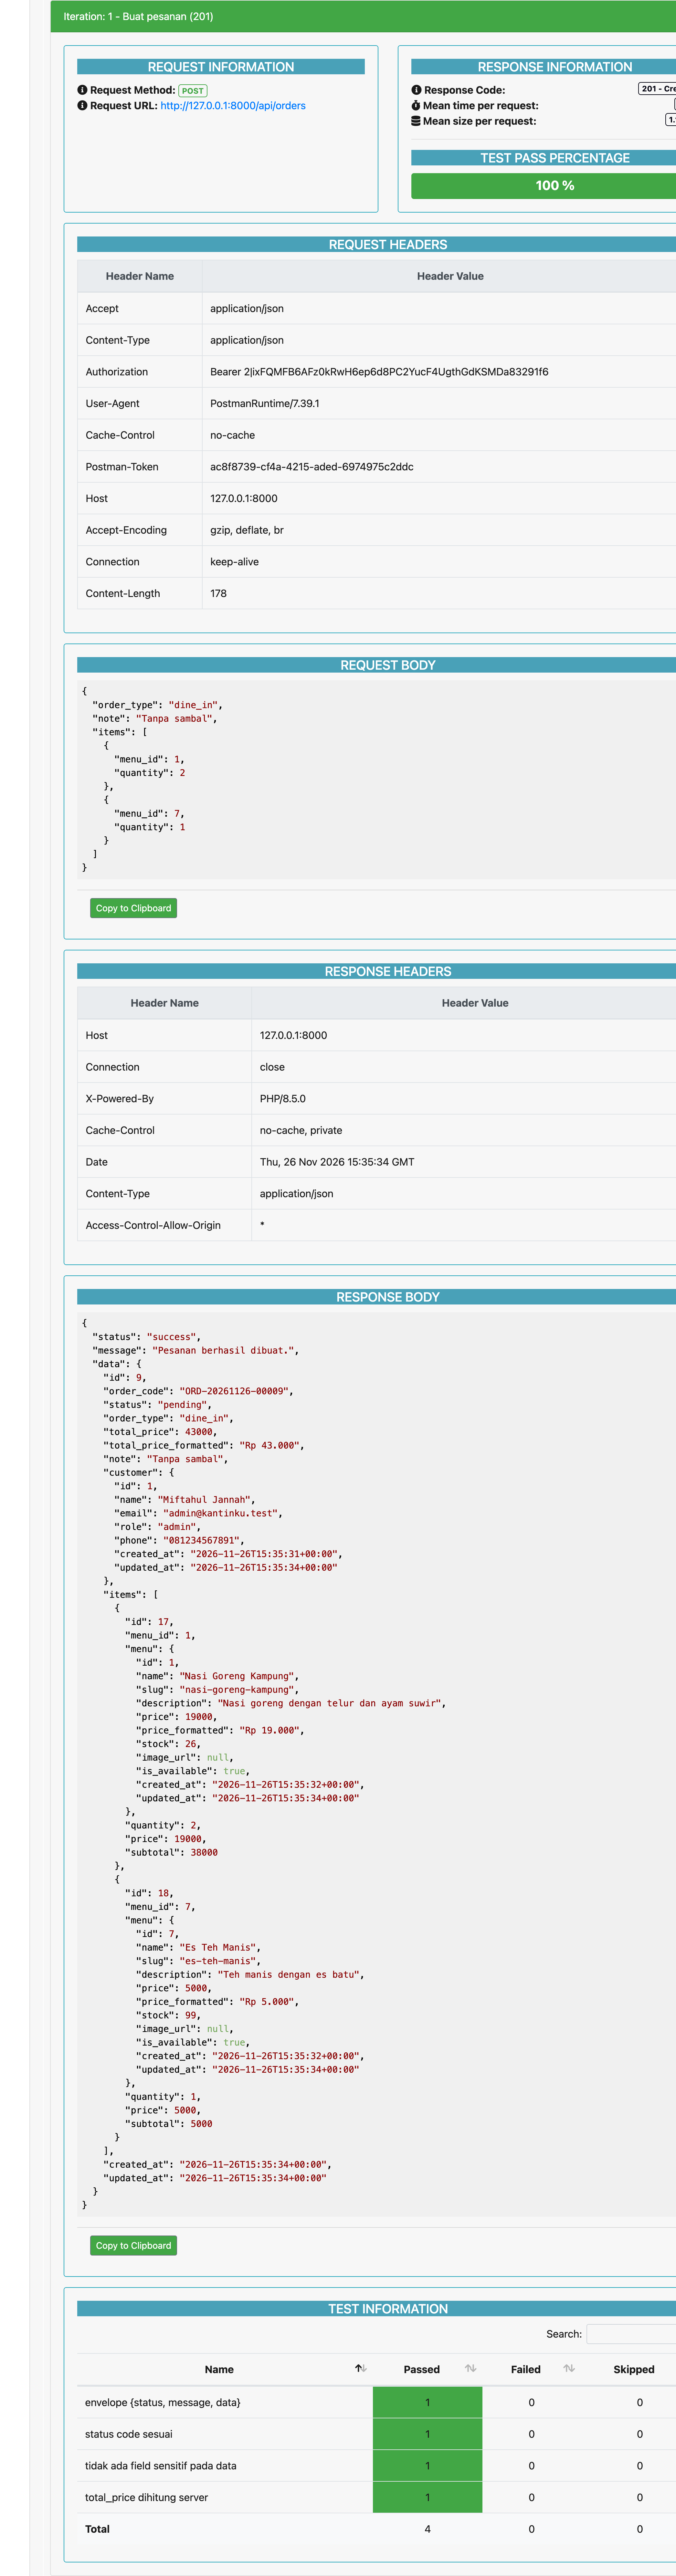 Iteration: 1 - Buat pesanan (201)
REQUEST INFORMATION
Request Method: POST
Request URL: http://127.0.0.1:8000/api/orders
RESPONSE INFORMATION
Response Code: 201 - Cre
Mean time per request:
Mean size per request: 1.
TEST PASS PERCENTAGE
100 %
REQUEST HEADERS
Header Name Header Value
Accept application/json
Content-Type application/json
Authorization Bearer 2|ixFQMFB6AFz0kRwH6ep6d8PC2YucF4UgthGdKSMDa83291f6
User-Agent PostmanRuntime/7.39.1
Cache-Control no-cache
Postman-Token ac8f8739-cf4a-4215-aded-6974975c2ddc
Host 127.0.0.1:8000
Accept-Encoding gzip, deflate, br
Connection keep-alive
Content-Length 178
REQUEST BODY
{
"order_type": "dine_in",
"note": "Tanpa sambal",
"items": [
{
"menu_id": 1,
"quantity": 2
},
{
"menu_id": 7,
"quantity": 1
}
]
}
Copy to Clipboard
RESPONSE HEADERS
Header Name Header Value
Host 127.0.0.1:8000
Connection close
X-Powered-By PHP/8.5.0
Cache-Control no-cache, private
Date Thu, 26 Nov 2026 15:35:34 GMT
Content-Type application/json
Access-Control-Allow-Origin *
RESPONSE BODY
{
"status": "success",
"message": "Pesanan berhasil dibuat.",
"data": {
"id": 9,
"order_code": "ORD-20261126-00009",
"status": "pending",
"order_type": "dine_in",
"total_price": 43000,
"total_price_formatted": "Rp 43.000",
"note": "Tanpa sambal",
"customer": {
"id": 1,
"name": "Miftahul Jannah",
"email": "admin@kantinku.test",
"role": "admin",
"phone": "081234567891",
"created_at": "2026-11-26T15:35:31+00:00",
"updated_at": "2026-11-26T15:35:34+00:00"
},
"items": [
{
"id": 17,
"menu_id": 1,
"menu": {
"id": 1,
"name": "Nasi Goreng Kampung",
"slug": "nasi-goreng-kampung",
"description": "Nasi goreng dengan telur dan ayam suwir",
"price": 19000,
"price_formatted": "Rp 19.000",
"stock": 26,
"image_url": null,
"is_available": true,
"created_at": "2026-11-26T15:35:32+00:00",
"updated_at": "2026-11-26T15:35:34+00:00"
},
"quantity": 2,
"price": 19000,
"subtotal": 38000
},
{
"id": 18,
"menu_id": 7,
"menu": {
"id": 7,
"name": "Es Teh Manis",
"slug": "es-teh-manis",
"description": "Teh manis dengan es batu",
"price": 5000,
"price_formatted": "Rp 5.000",
"stock": 99,
"image_url": null,
"is_available": true,
"created_at": "2026-11-26T15:35:32+00:00",
"updated_at": "2026-11-26T15:35:34+00:00"
},
"quantity": 1,
"price": 5000,
"subtotal": 5000
}
],
"created_at": "2026-11-26T15:35:34+00:00",
"updated_at": "2026-11-26T15:35:34+00:00"
}
}
Copy to Clipboard
TEST INFORMATION
Search:
Name Passed Failed Skipped
envelope {status, message, data} 1 0 0
status code sesuai 1 0 0
tidak ada field sensitif pada data 1 0 0
total_price dihitung server 1 0 0
Total 4 0 0